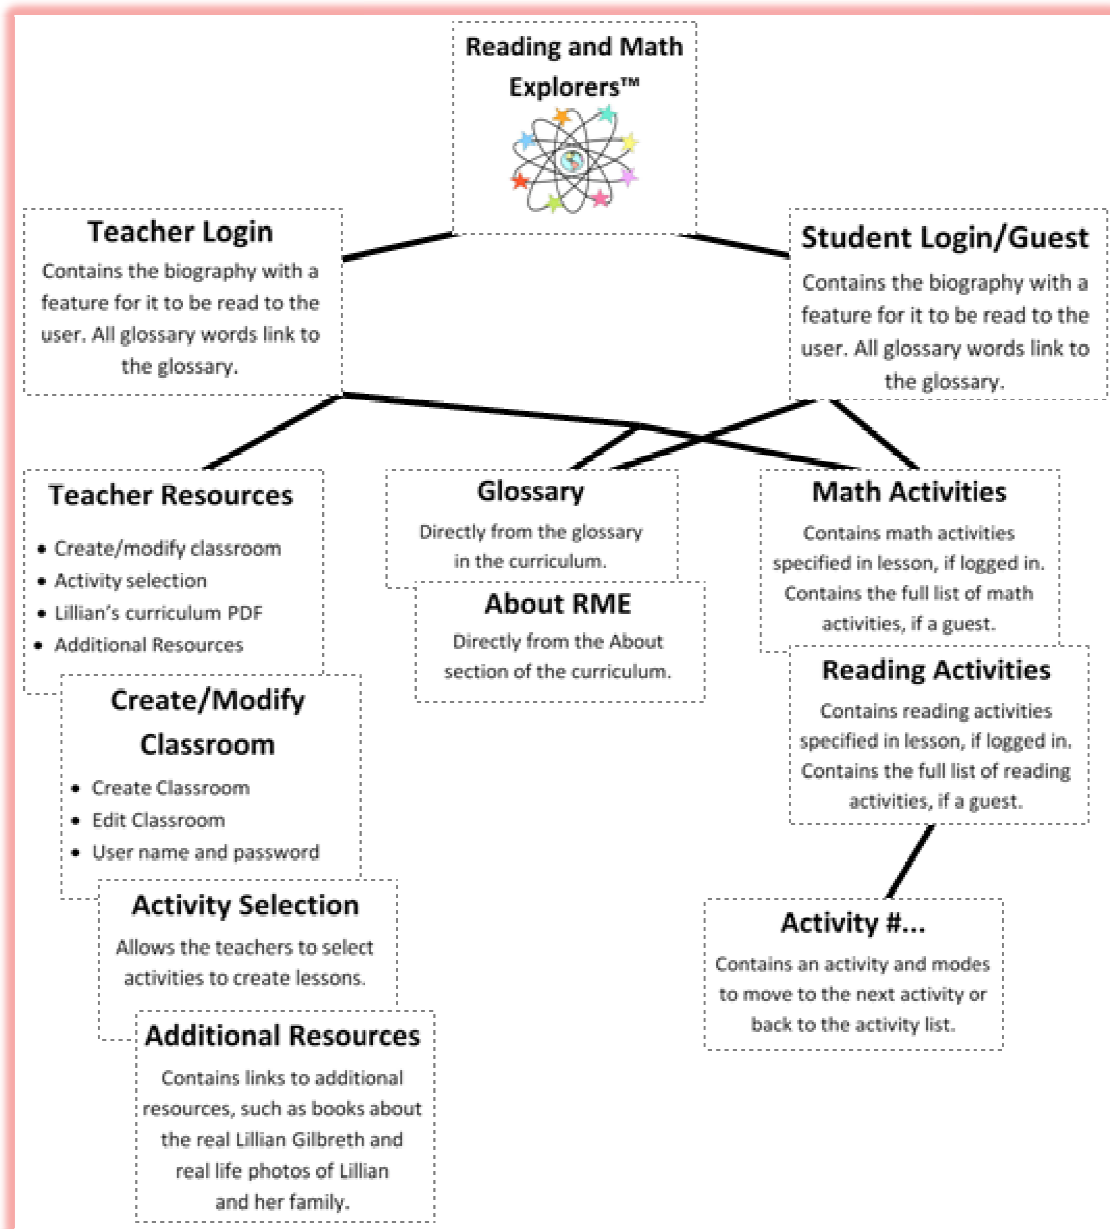 Reading and Math
Explorers™
Teacher Login
Contains the biography with a
feature for it to be read to the
user. All glossary words link to
the glossary.
Student Login/Guest
Contains the biography with a
feature for it to be read to the
user. All glossary words link to
the glossary.
Teacher Resources
• Create/modify classroom
• Activity selection
• Lillian's curriculum PDF
• Additional Resources
Create/Modify
Classroom
• Create Classroom
• Edit Classroom
• User name and password
Activity Selection
Allows the teachers to select
activities to create lessons.
Additional Resources
Contains links to additional
resources, such as books about
the real Lillian Gilbreth and
real life photos of Lillian
and her family.
Glossary
Directly from the glossary
in the curriculum.
About RME
Directly from the About
section of the curriculum.
Math Activities
Contains math activities
specified in lesson, if logged in.
Contains the full list of math
activities, if a guest.
Reading Activities
Contains reading activities
specified in lesson, if logged in.
Contains the full list of reading
activities, if a guest.
Activity #...
Contains an activity and modes
to move to the next activity or
back to the activity list.